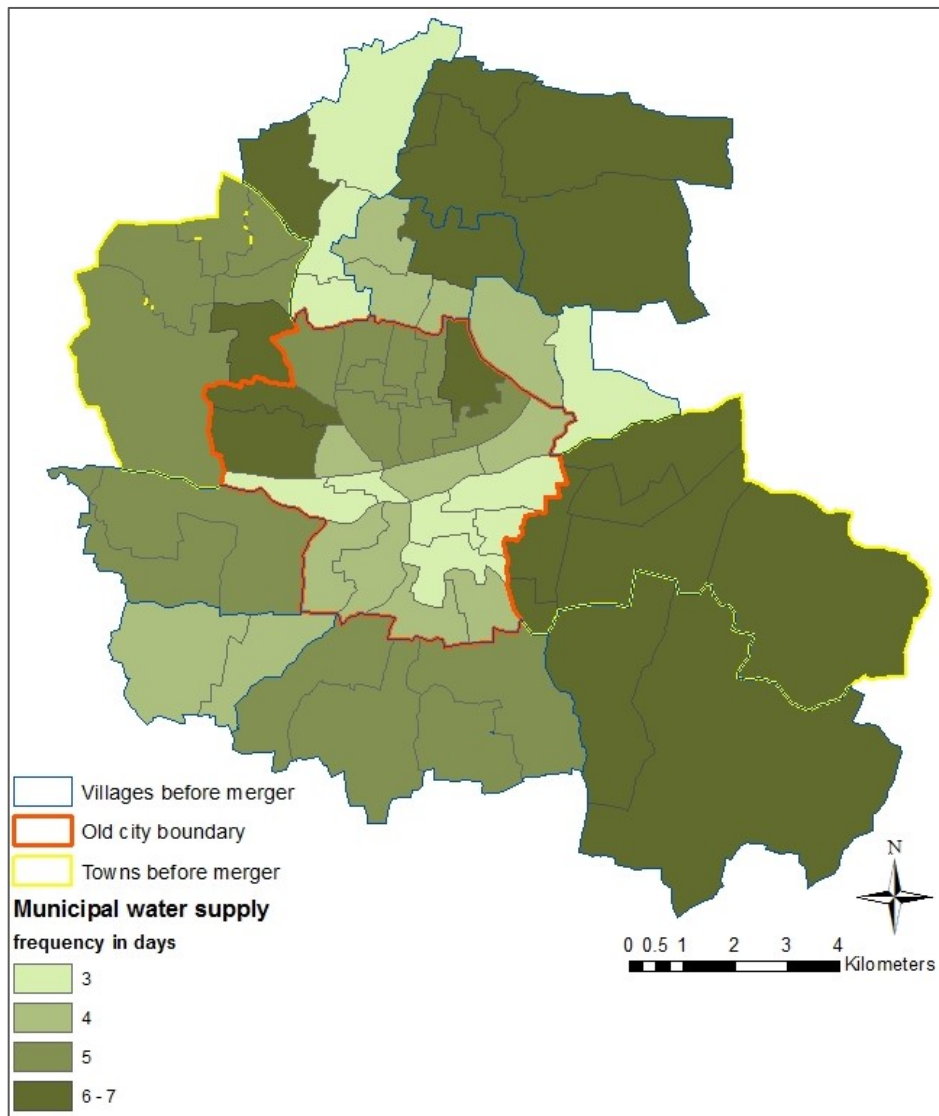 Villages before merger
Old city boundary
Towns before merger
Municipal water supply
frequency in days
3
4
5
6 - 7
N
0 0.5 1 2 3 4
Kilometers